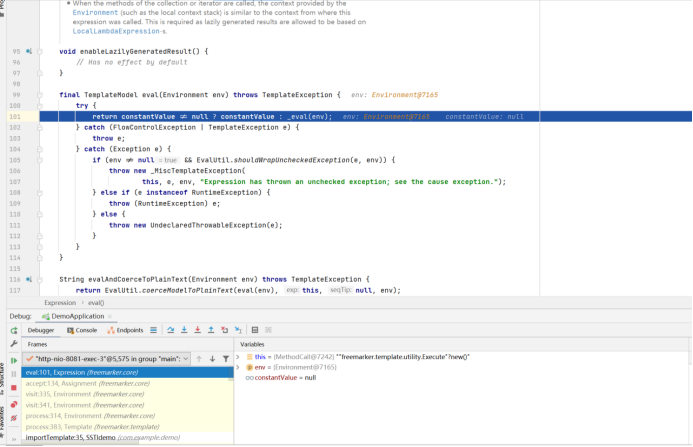 When the methods of the collection or iterator are called, the context provided by the
Environment (such as the local context stack) is similar to the context from where this
expression was called. This is required as lazily generated results are allowed to be based on
LocalLambdaExpression-s.
95 void enableLazilyGeneratedResult() {
96 // Has no effect by default
97 }
98
99 final TemplateModel eval(Environment env) throws TemplateException { env: Environment@7165
100 try {
101 return constantValue ≠ null ? constantValue : _eval(env); env: Environment@7165 constantValue: null
102 } catch (FlowControlException | TemplateException e) {
103 throw e;
104 } catch (Exception e) {
105 if (env ≠ null = true && EvalUtil.shouldWrapUncheckedException(e, env)) {
106 throw new _MiscTemplateException(
107 this, e, env, "Expression has thrown an unchecked exception; see the cause exception.");
108 } else if (e instanceof RuntimeException) {
109 throw (RuntimeException) e;
110 } else {
111 throw new UndeclaredThrowableException(e);
112 }
113 }
114 }
115
116 String evalAndCoerceToPlainText(Environment env) throws TemplateException {
117 return EvalUtil.coerceModelToPlainText(eval(env), exp: this, seqTip: null, env);
Expression › eval()
Debug: DemoApplication ×
Debugger Console Endpoints
Frames Variables
"http-nio-8081-exec-3"@5,575 in group "main":
eval:101, Expression (freemarker.core)
accept:134, Assignment (freemarker.core)
visit:335, Environment (freemarker.core)
visit:341, Environment (freemarker.core)
process:314, Environment (freemarker.core)
process:383, Template (freemarker.template)
importTemplate:35, SSTIdemo (com.example.demo)
this = {MethodCall@7242} ""freemarker.template.utility.Execute"?new()"
env = {Environment@7165}
constantValue = null
Structure
Favorites